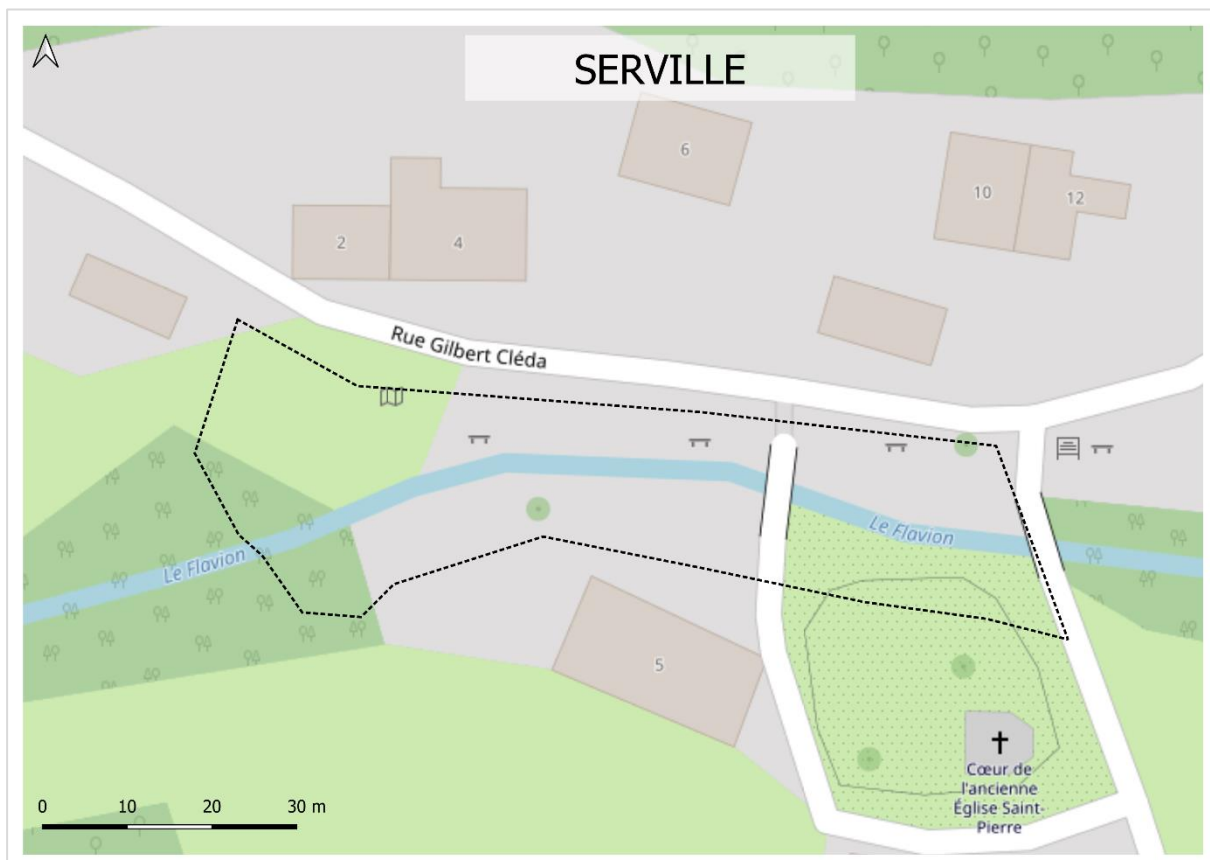 SERVILLE
6
10
12
2
4
Rue Gilbert Cléda
Le Flavion
Le Flavion
5
Cœur de
l'ancienne
Église Saint-
Pierre
0 10 20 30 m